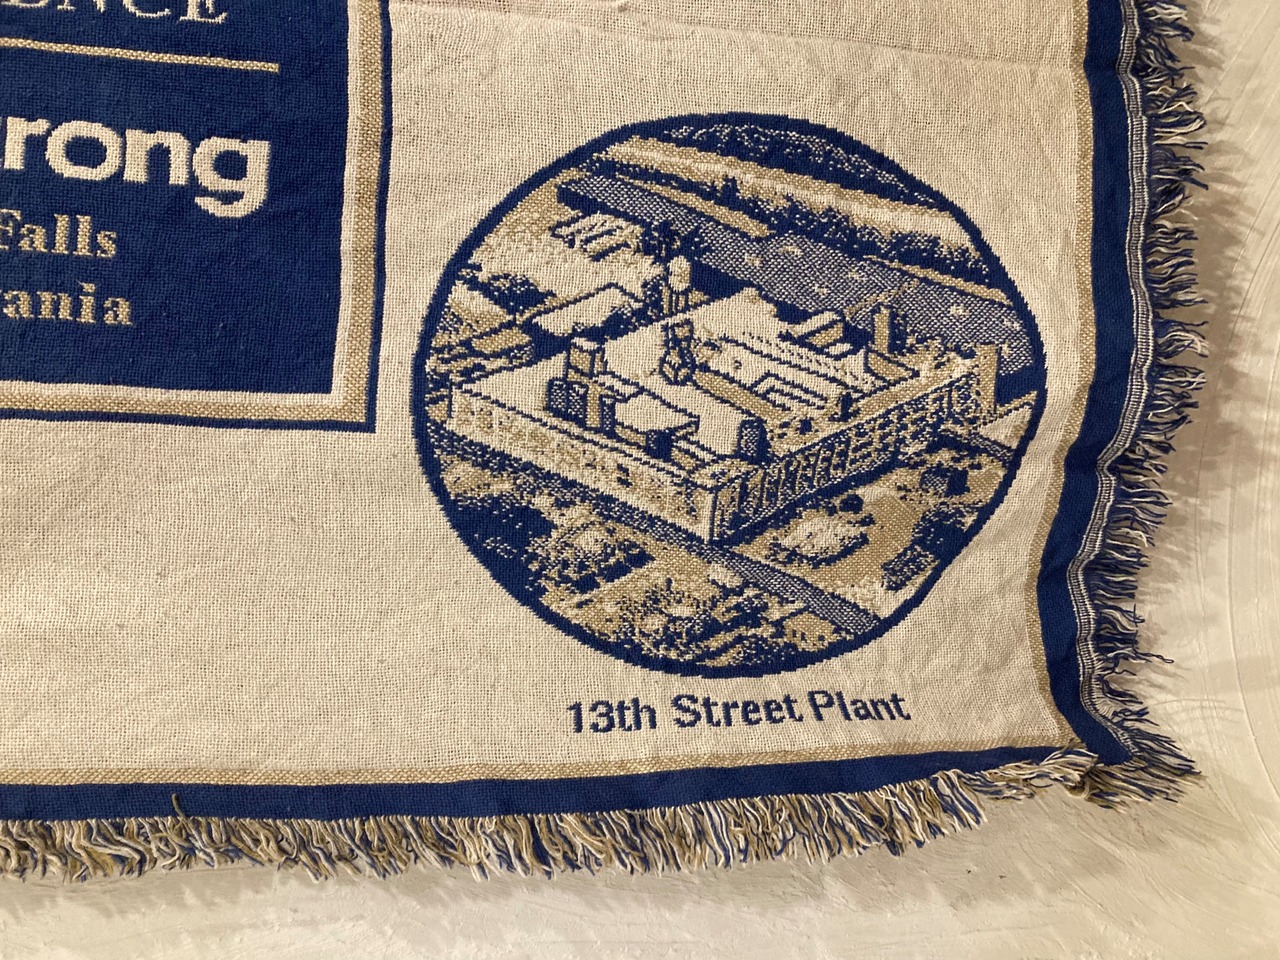 rong
Falls
ania
13th Street Plant